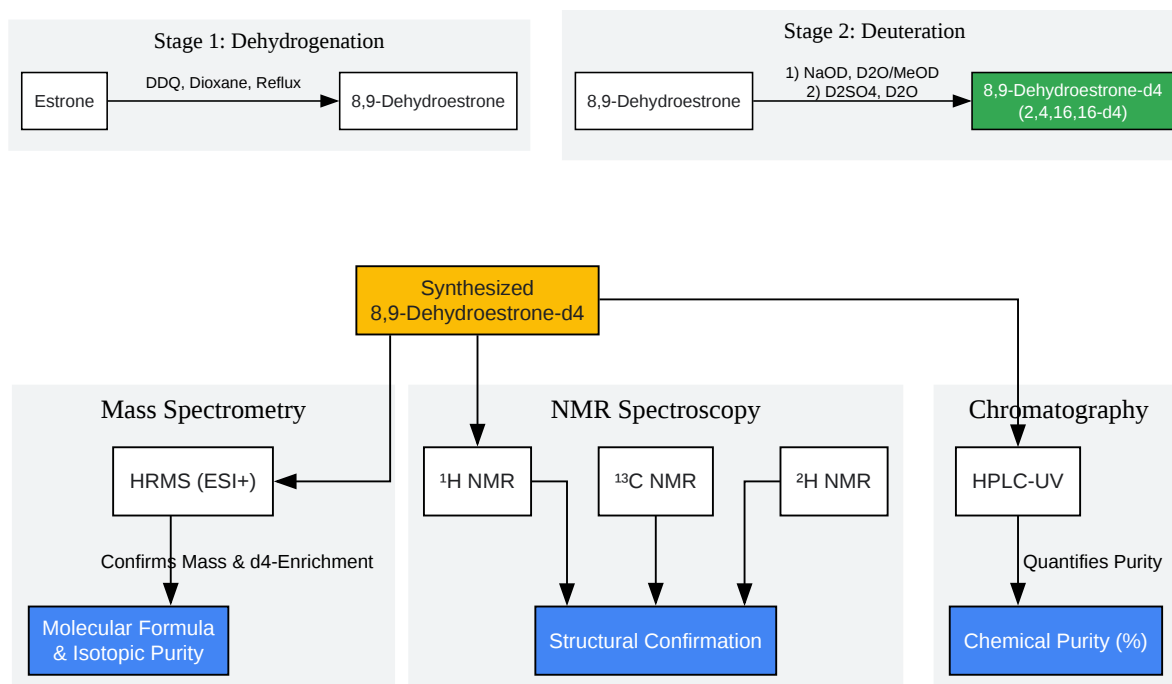 Stage 1: Dehydrogenation
Estrone
DDQ, Dioxane, Reflux
8,9-Dehydroestrone
Stage 2: Deuteration
8,9-Dehydroestrone
1) NaOD, D2O/MeOD
2) D2SO4, D2O
8,9-Dehydroestrone-d4
(2,4,16,16-d4)
Synthesized
8,9-Dehydroestrone-d4
Mass Spectrometry
HRMS (ESI+)
Confirms Mass & d4-Enrichment
Molecular Formula
& Isotopic Purity
NMR Spectroscopy
¹H NMR
¹³C NMR
²H NMR
Structural Confirmation
Chromatography
HPLC-UV
Quantifies Purity
Chemical Purity (%)